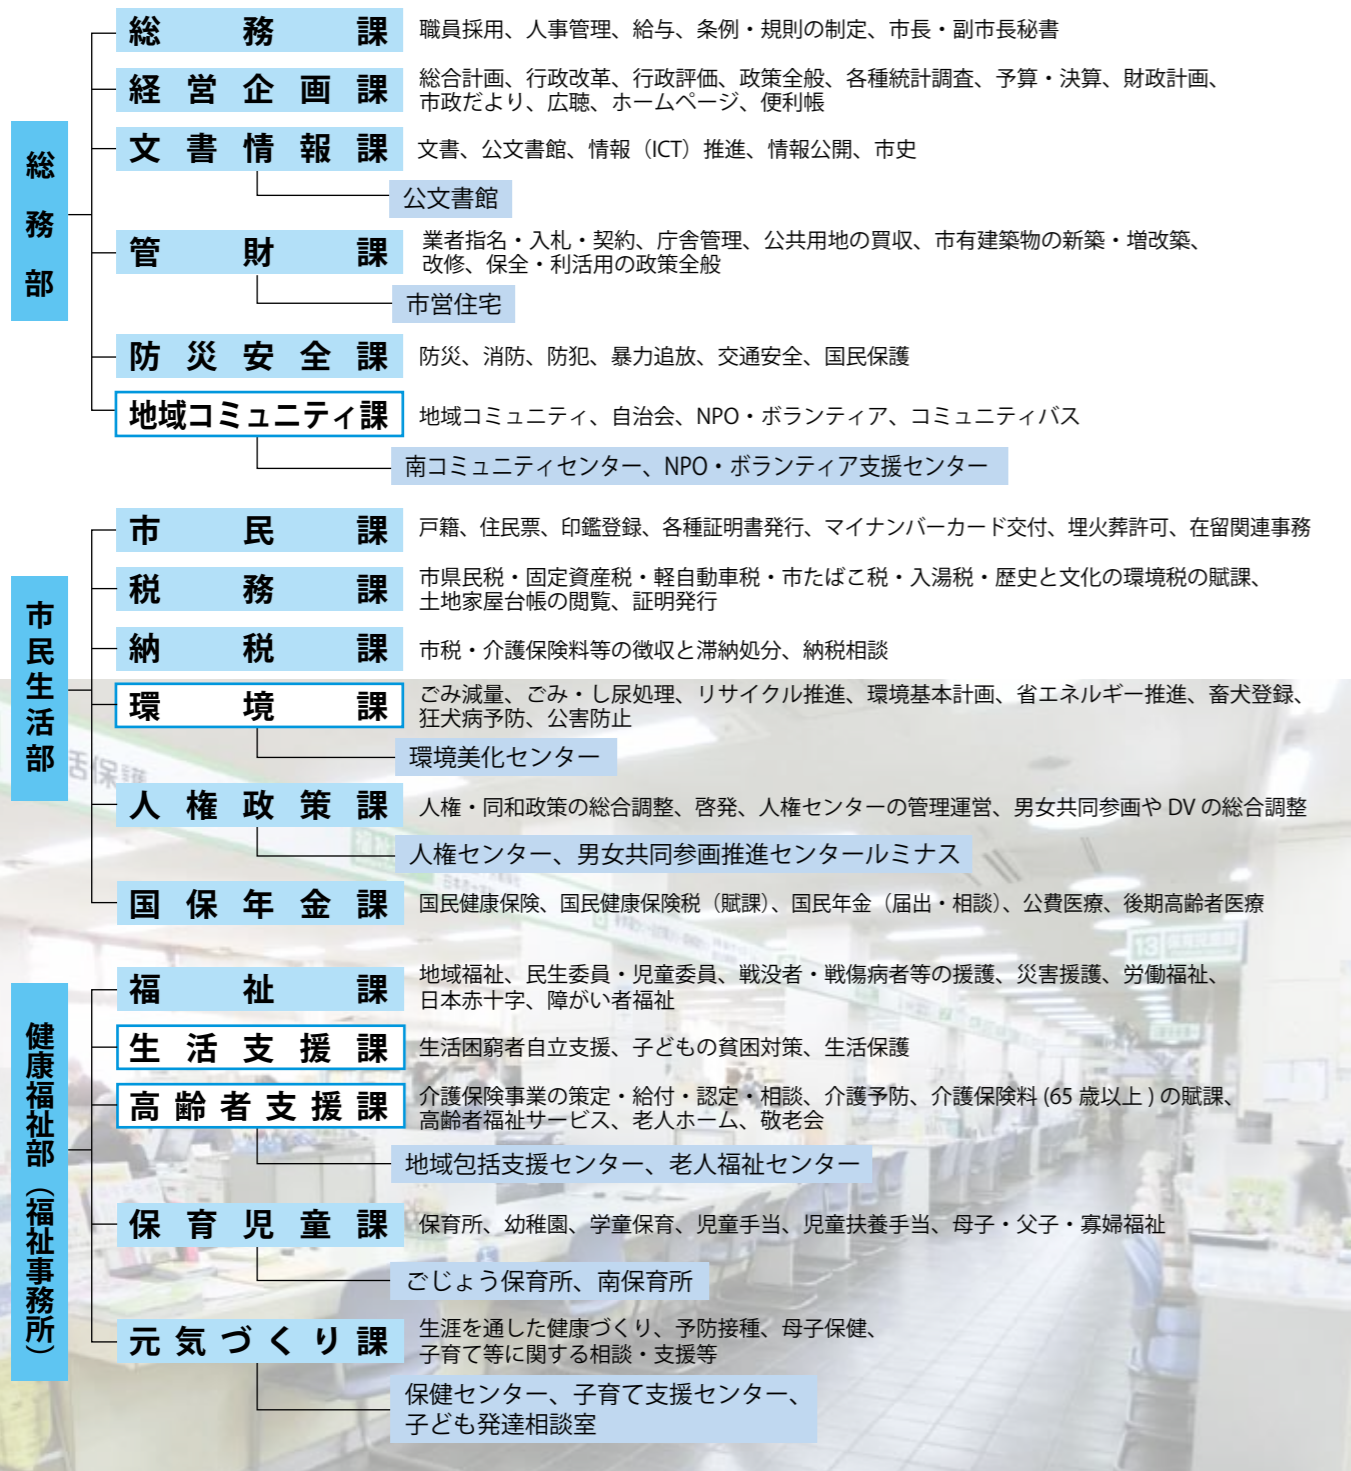 総務部
総務課
職員採用、人事管理、給与、条例・規則の制定、市長・副市長秘書
経営企画課
総合計画、行政改革、行政評価、政策全般、各種統計調査、予算・決算、財政計画、
市政だより、広聴、ホームページ、便利帳
文書情報課
文書、公文書館、情報（ICT）推進、情報公開、市史
公文書館
管財課
業者指名・入札・契約、庁舎管理、公共用地の買収、市有建築物の新築・増改築、
改修、保全・利活用の政策全般
市営住宅
防災安全課
防災、消防、防犯、暴力追放、交通安全、国民保護
地域コミュニティ課
地域コミュニティ、自治会、NPO・ボランティア、コミュニティバス
南コミュニティセンター、NPO・ボランティア支援センター
市民生活部
市民課
戸籍、住民票、印鑑登録、各種証明書発行、マイナンバーカード交付、埋火葬許可、在留関連事務
税務課
市県民税・固定資産税・軽自動車税・市たばこ税・入湯税・歴史と文化の環境税の賦課、
土地家屋台帳の閲覧、証明発行
納税課
市税・介護保険料等の徴収と滞納処分、納税相談
環境課
ごみ減量、ごみ・し尿処理、リサイクル推進、環境基本計画、省エネルギー推進、畜犬登録、
狂犬病予防、公害防止
環境美化センター
人権政策課
人権・同和政策の総合調整、啓発、人権センターの管理運営、男女共同参画や DV の総合調整
人権センター、男女共同参画推進センタールミナス
国保年金課
国民健康保険、国民健康保険税（賦課）、国民年金（届出・相談）、公費医療、後期高齢者医療
健康福祉部（福祉事務所）
福祉課
地域福祉、民生委員・児童委員、戦没者・戦傷病者等の援護、災害援護、労働福祉、
日本赤十字、障がい者福祉
生活支援課
生活困窮者自立支援、子どもの貧困対策、生活保護
高齢者支援課
介護保険事業の策定・給付・認定・相談、介護予防、介護保険料 (65 歳以上 ) の賦課、
高齢者福祉サービス、老人ホーム、敬老会
地域包括支援センター、老人福祉センター
保育児童課
保育所、幼稚園、学童保育、児童手当、児童扶養手当、母子・父子・寡婦福祉
ごじょう保育所、南保育所
元気づくり課
生涯を通した健康づくり、予防接種、母子保健、
子育て等に関する相談・支援等
保健センター、子育て支援センター、
子ども発達相談室
活保護
13